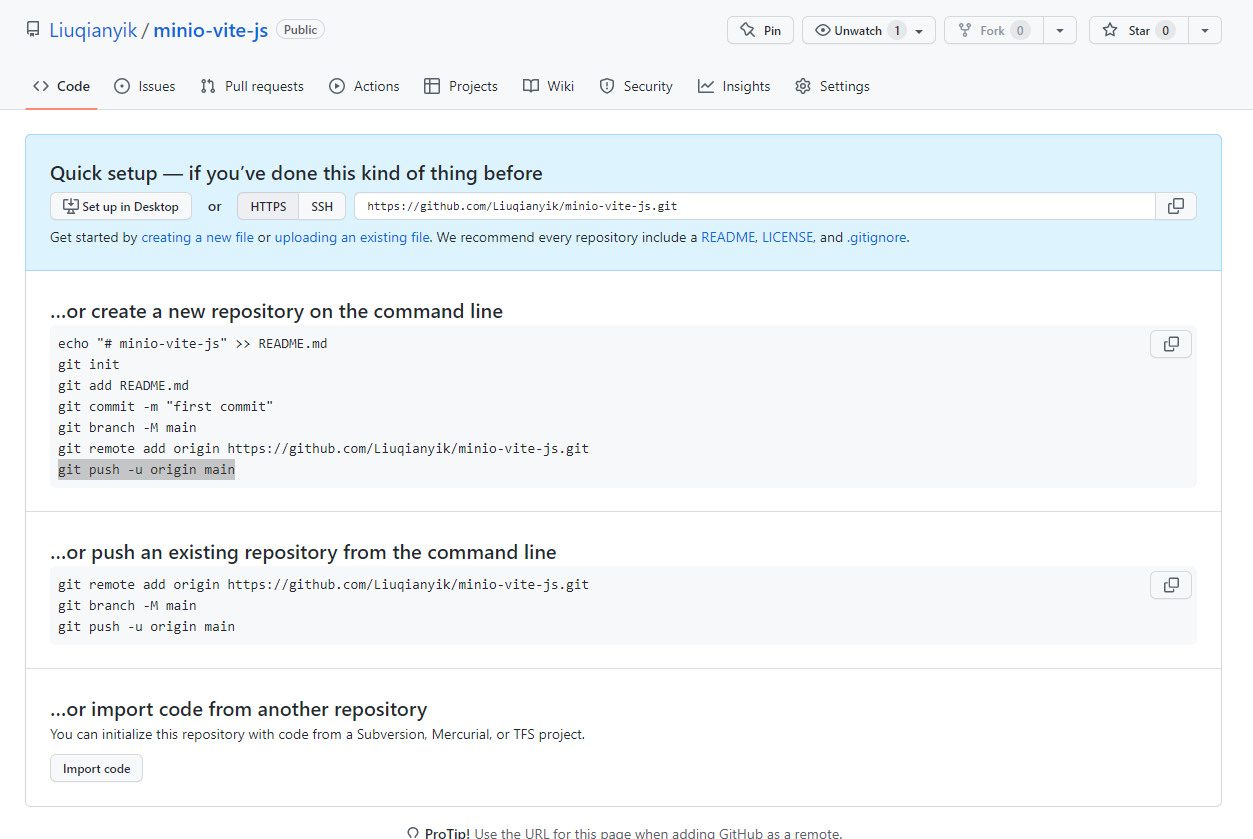 Liuqianyik / minio-vite-js Public
Pin Unwatch 1 Fork 0 Star 0
Code Issues Pull requests Actions Projects Wiki Security Insights Settings
Quick setup — if you’ve done this kind of thing before
Set up in Desktop or HTTPS SSH https://github.com/Liuqianyik/minio-vite-js.git
Get started by creating a new file or uploading an existing file. We recommend every repository include a README, LICENSE, and .gitignore.
…or create a new repository on the command line
echo "# minio-vite-js" >> README.md
git init
git add README.md
git commit -m "first commit"
git branch -M main
git remote add origin https://github.com/Liuqianyik/minio-vite-js.git
git push -u origin main
…or push an existing repository from the command line
git remote add origin https://github.com/Liuqianyik/minio-vite-js.git
git branch -M main
git push -u origin main
…or import code from another repository
You can initialize this repository with code from a Subversion, Mercurial, or TFS project.
Import code
ProTip! Use the URL for this page when adding GitHub as a remote.